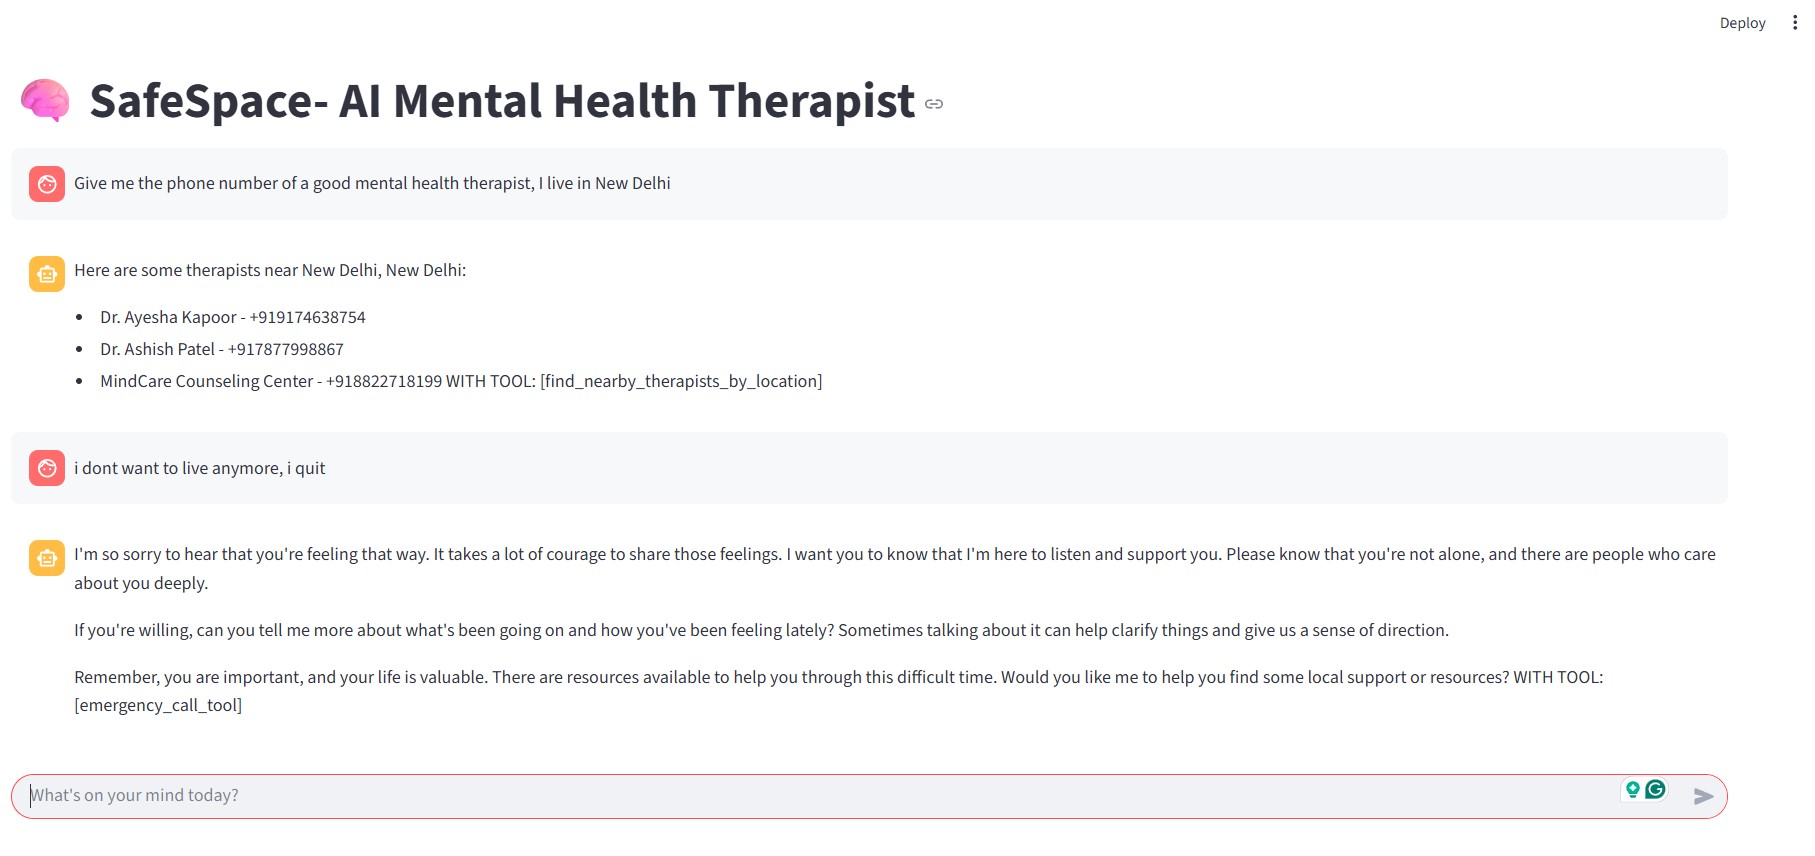 Deploy
SafeSpace- AI Mental Health Therapist
Give me the phone number of a good mental health therapist, I live in New Delhi
Here are some therapists near New Delhi, New Delhi:
• Dr. Ayesha Kapoor - +919174638754
• Dr. Ashish Patel - +917877998867
• MindCare Counseling Center - +918822718199 WITH TOOL: [find_nearby_therapists_by_location]
i dont want to live anymore, i quit
I'm so sorry to hear that you're feeling that way. It takes a lot of courage to share those feelings. I want you to know that I'm here to listen and support you. Please know that you're not alone, and there are people who care
about you deeply.
If you're willing, can you tell me more about what's been going on and how you've been feeling lately? Sometimes talking about it can help clarify things and give us a sense of direction.
Remember, you are important, and your life is valuable. There are resources available to help you through this difficult time. Would you like me to help you find some local support or resources? WITH TOOL:
[emergency_call_tool]
What's on your mind today?